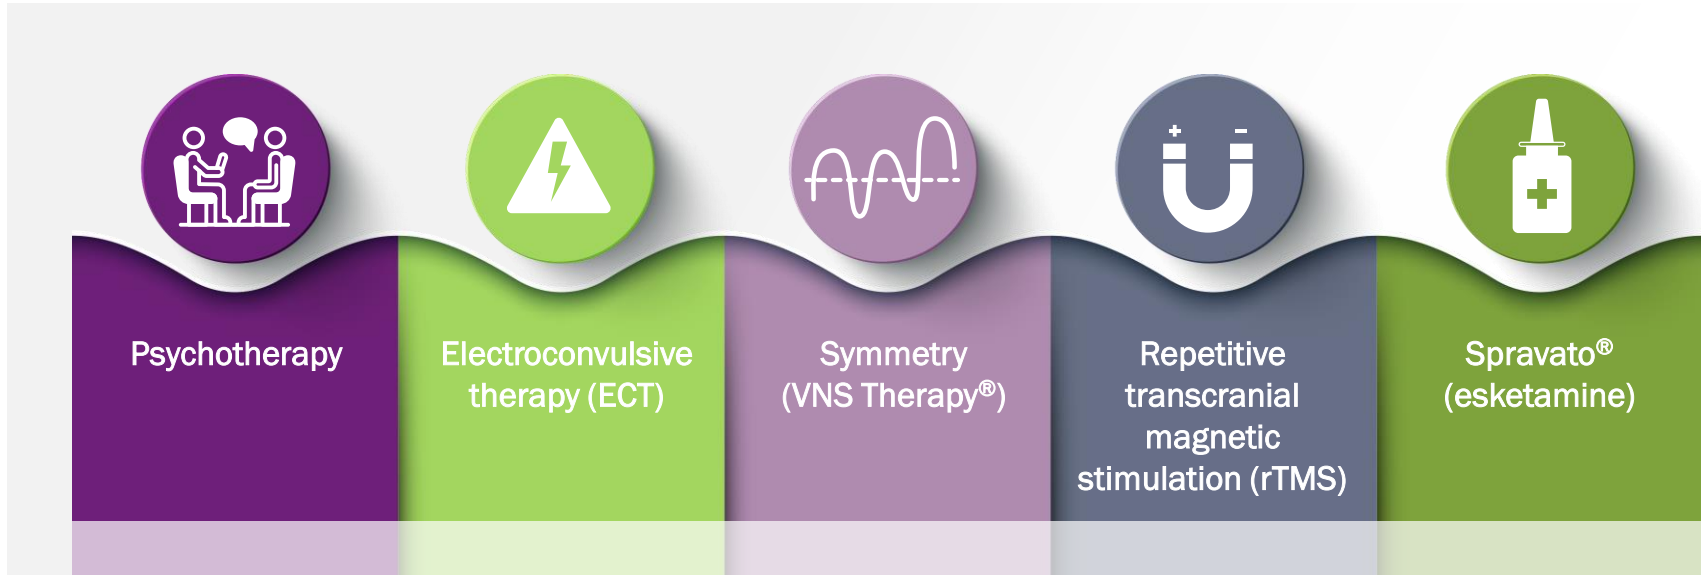 Psychotherapy
Electroconvulsive
therapy (ECT)
Symmetry
(VNS Therapy®)
Repetitive
transcranial
magnetic
stimulation (rTMS)
Spravato®
(esketamine)